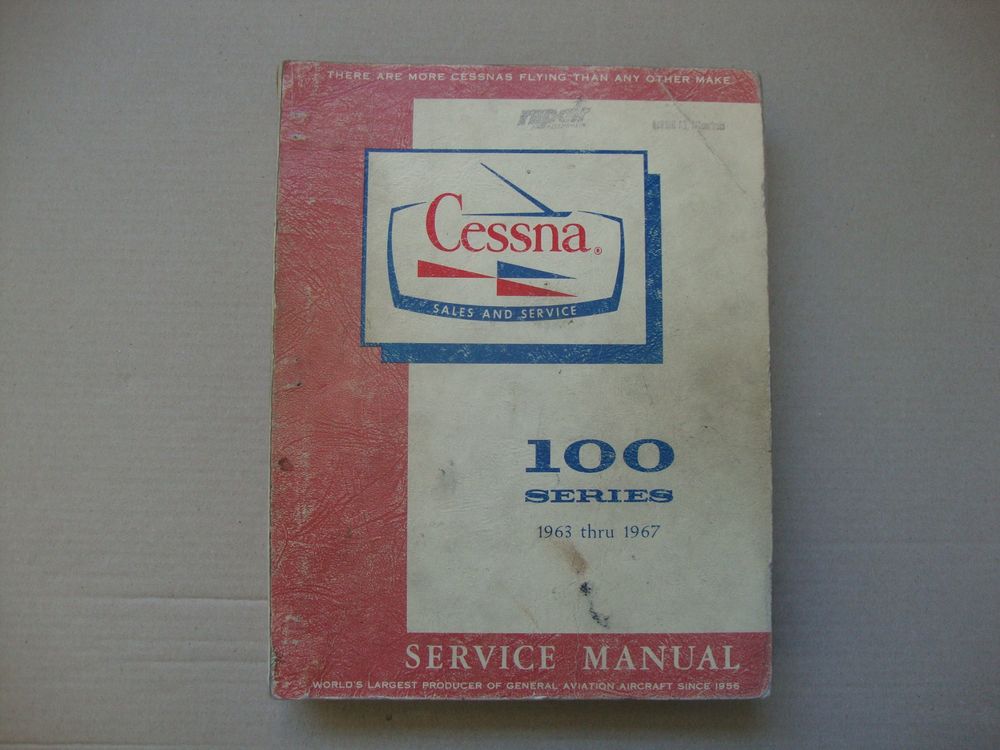 THERE ARE MORE CESSNAS FLYING THAN ANY OTHER MAKE
Cessna®
SALES AND SERVICE
100
SERIES
1963 thru 1967
SERVICE MANUAL
WORLD'S LARGEST PRODUCER OF GENERAL AVIATION AIRCRAFT SINCE 1956